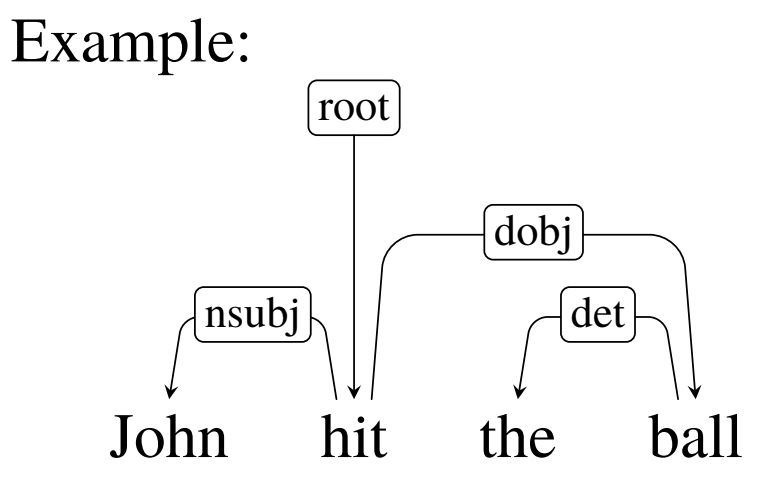 Example:
root
dobj
nsubj det
John hit the ball